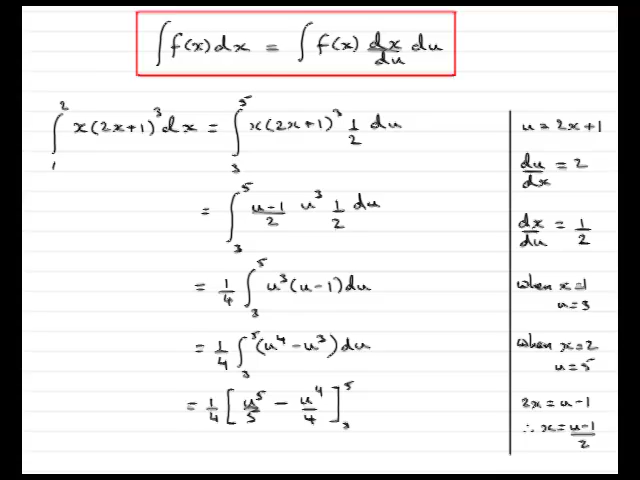 ∫ f(x) dx = ∫ f(x) dx/du du
∫₁² x(2x+1)³ dx = ∫₃⁵ x(2x+1)³ 1/2 du
= ∫₃⁵ (u-1)/2 u³ 1/2 du
= 1/4 ∫₃⁵ u³(u-1) du
= 1/4 ∫₃⁵ (u⁴ - u³) du
= 1/4 [u⁵/5 - u⁴/4]₃⁵
u = 2x+1
du/dx = 2
dx/du = 1/2
when x=1
u=3
when x=2
u=5
2x = u-1
∴ x = (u-1)/2